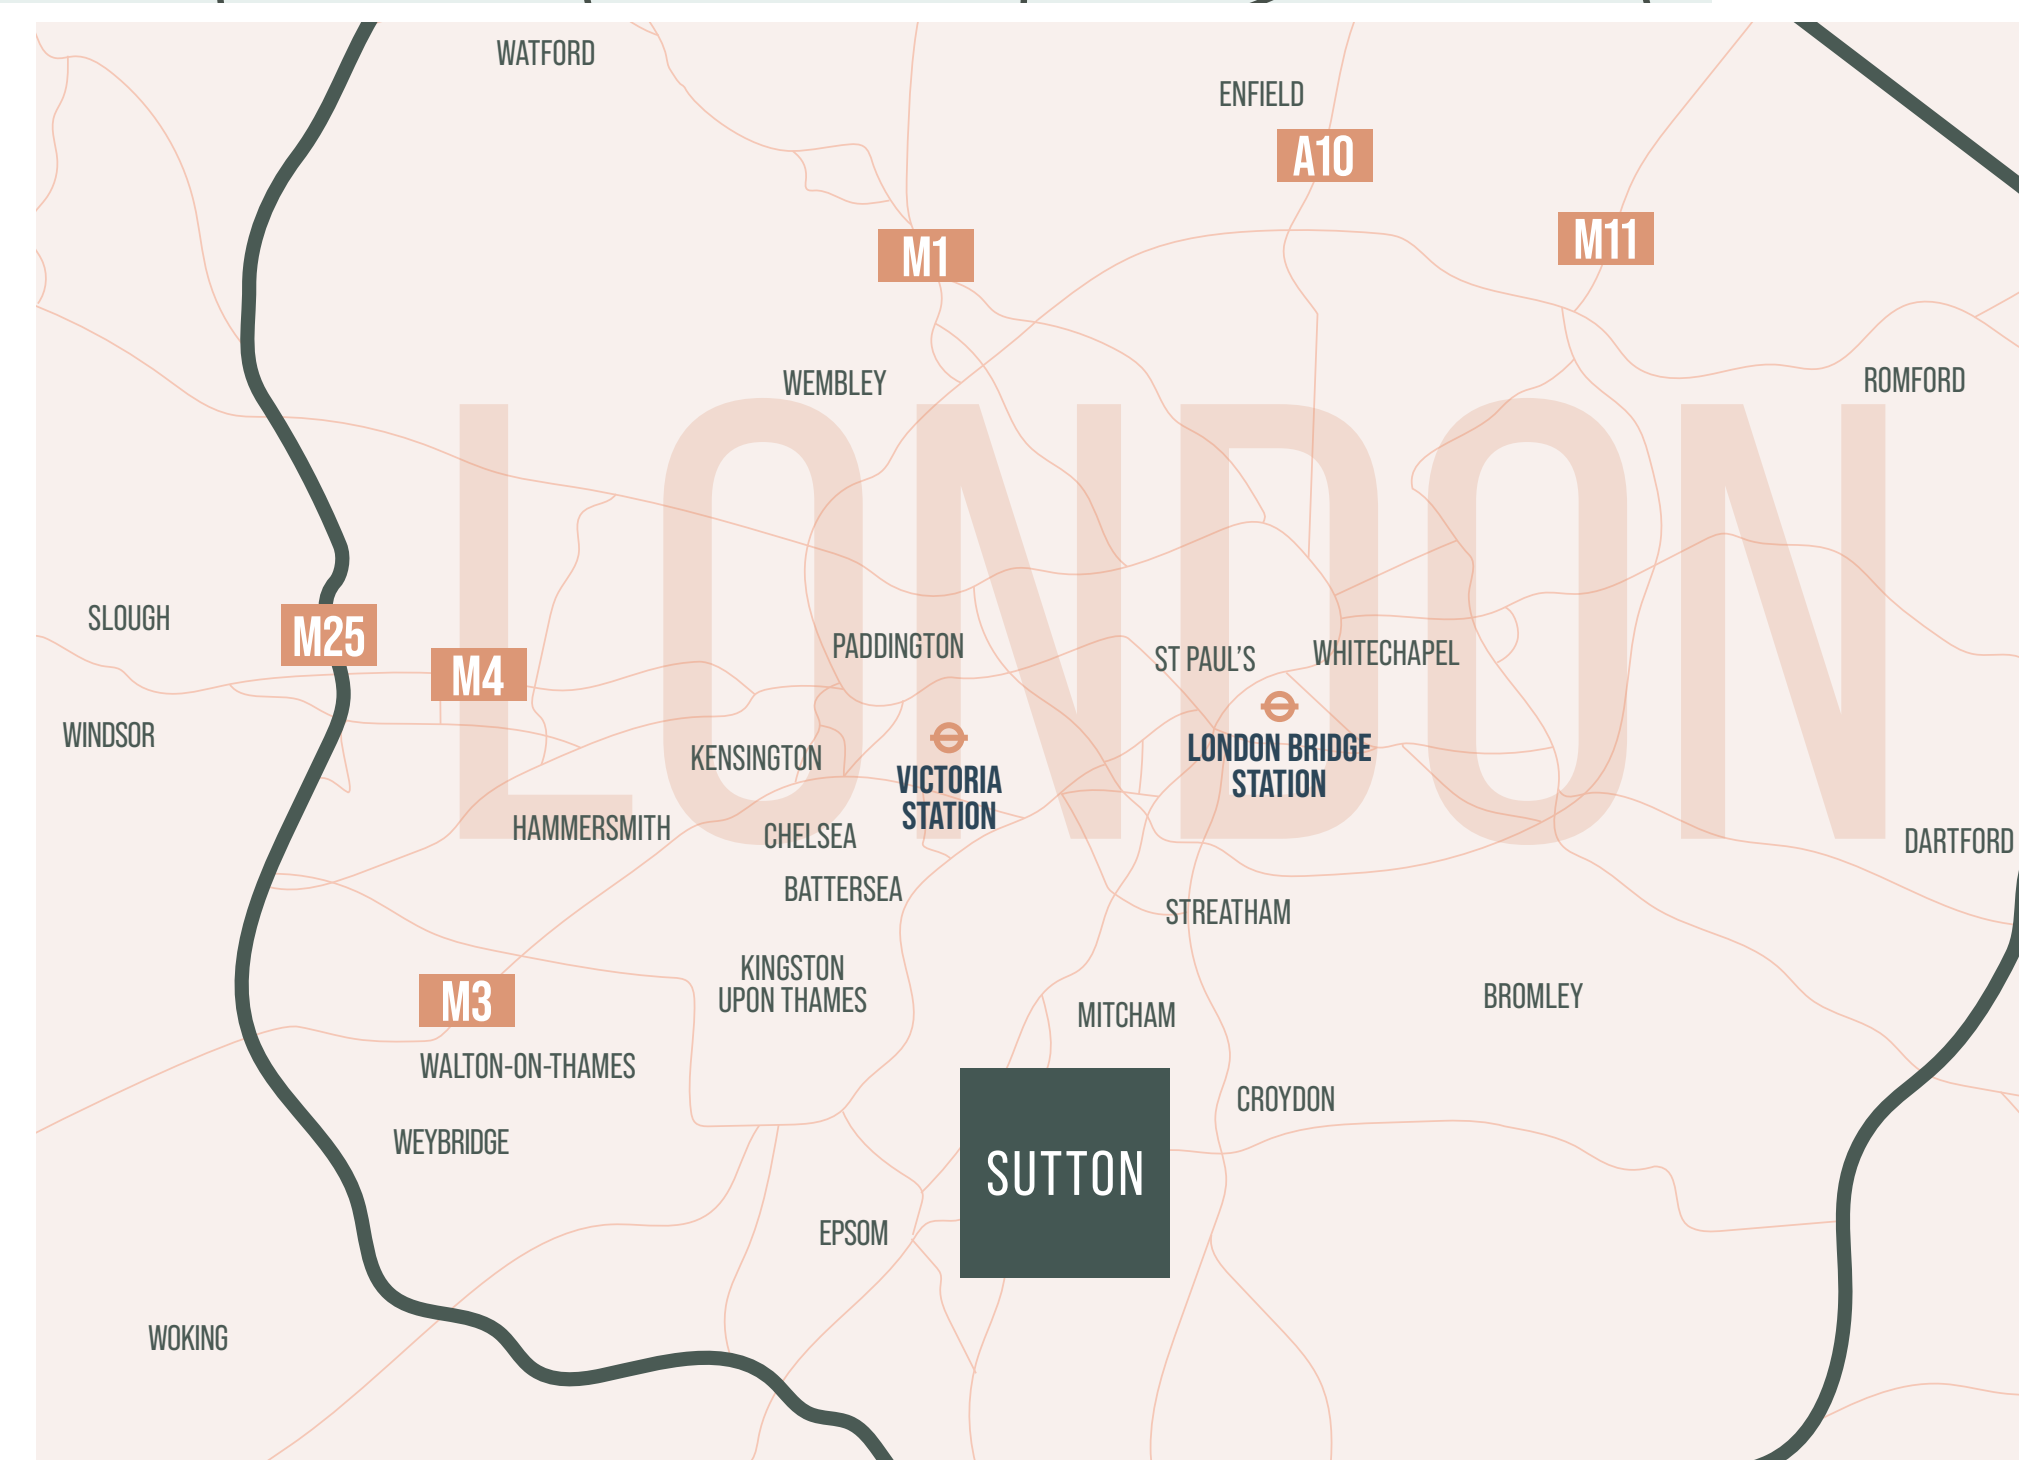 WATFORD
ENFIELD
A10
M11
M1
WEMBLEY
ROMFORD
LONDON
SLOUGH
M25
M4
PADDINGTON
ST PAUL'S
WHITECHAPEL
WINDSOR
KENSINGTON
VICTORIA
STATION
LONDON BRIDGE
STATION
HAMMERSMITH
CHELSEA
DARTFORD
BATTERSEA
STREATHAM
KINGSTON
UPON THAMES
M3
MITCHAM
BROMLEY
WALTON-ON-THAMES
CROYDON
WEYBRIDGE
SUTTON
EPSOM
WOKING